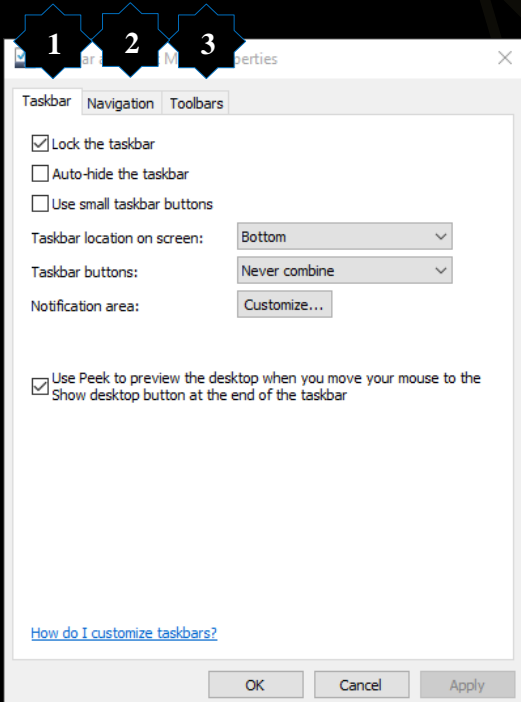 1 2 3
perties
Taskbar Navigation Toolbars
Lock the taskbar
Auto-hide the taskbar
Use small taskbar buttons
Taskbar location on screen: Bottom
Taskbar buttons: Never combine
Notification area: Customize...
Use Peek to preview the desktop when you move your mouse to the
Show desktop button at the end of the taskbar
How do I customize taskbars?
OK Cancel Apply